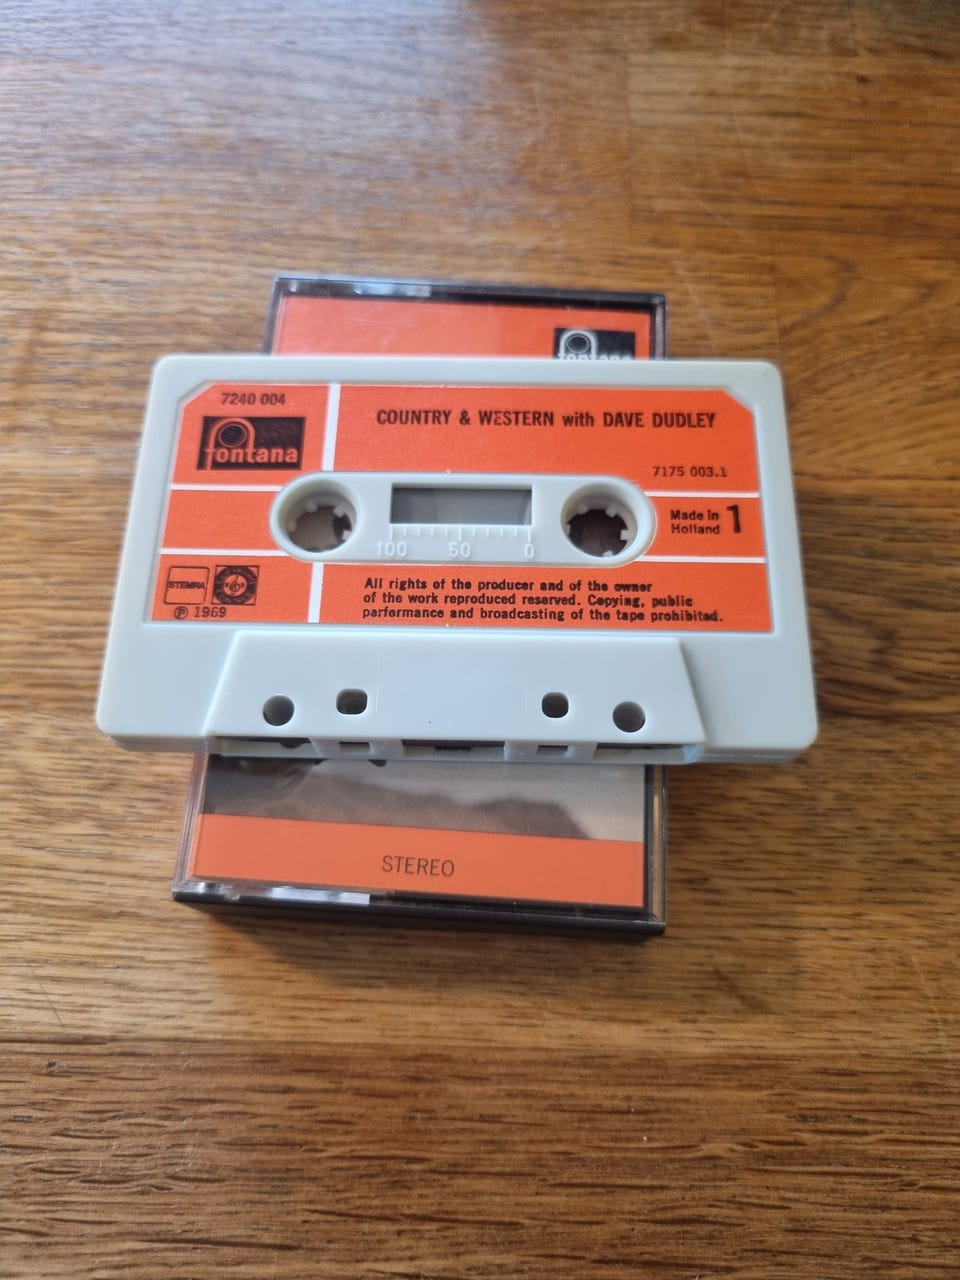 fontana
7240 004
fontana
COUNTRY & WESTERN with DAVE DUDLEY
7175 003.1
Made in
Holland
1
100 50 0
STEMRA
℗ 1969
All rights of the producer and of the owner
of the work reproduced reserved. Copying, public
parformance and broadcasting of the tape prohibited.
STEREO